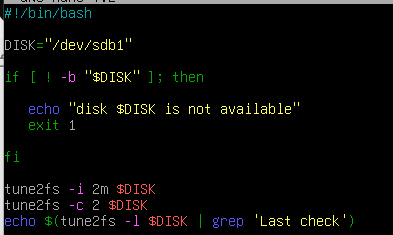 #!/bin/bash
DISK="/dev/sdb1"
if [ ! -b "$DISK" ]; then
echo "disk $DISK is not available"
exit 1
fi
tune2fs -i 2m $DISK
tune2fs -c 2 $DISK
echo $(tune2fs -l $DISK | grep 'Last check')